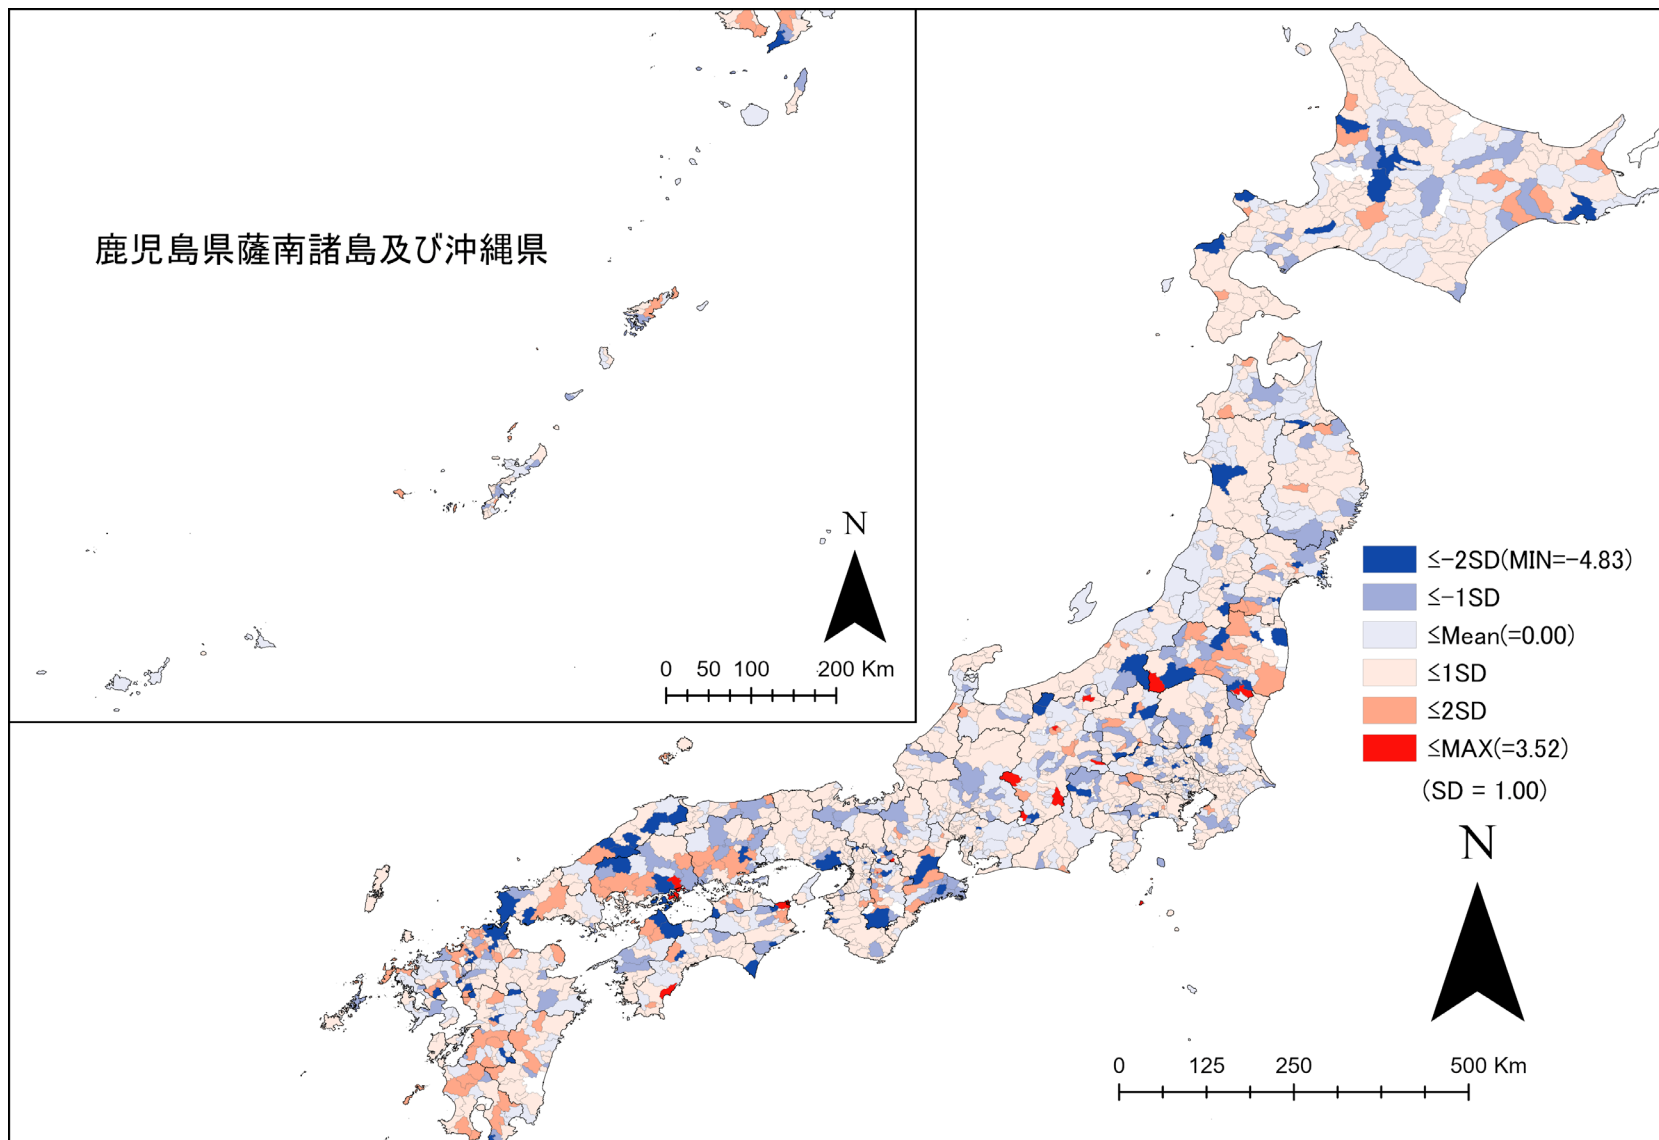 鹿児島県薩南諸島及び沖縄県
N
0 50 100 200 Km
≤-2SD(MIN=-4.83)
≤-1SD
≤Mean(=0.00)
≤1SD
≤2SD
≤MAX(=3.52)
(SD = 1.00)
N
0 125 250 500 Km